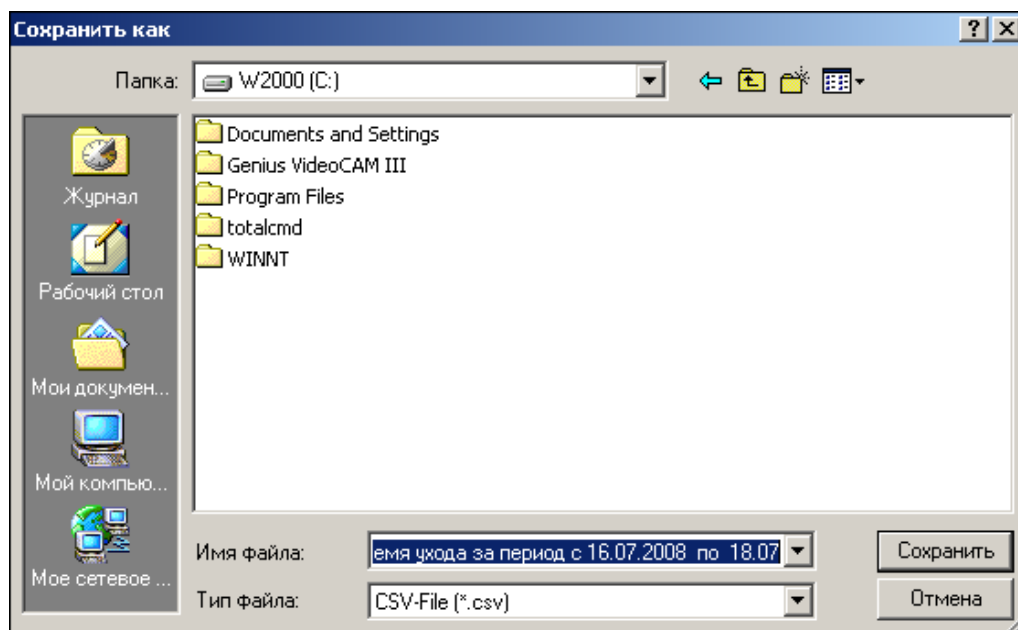 Сохранить как
Папка: W2000 (C:)
Журнал
Рабочий стол
Мои докумен...
Мой компью...
Мое сетевое ...
Documents and Settings
Genius VideoCAM III
Program Files
totalcmd
WINNT
Имя файла: емя ухода за период с 16.07.2008 по 18.07
Сохранить
Тип файла: CSV-File (*.csv)
Отмена